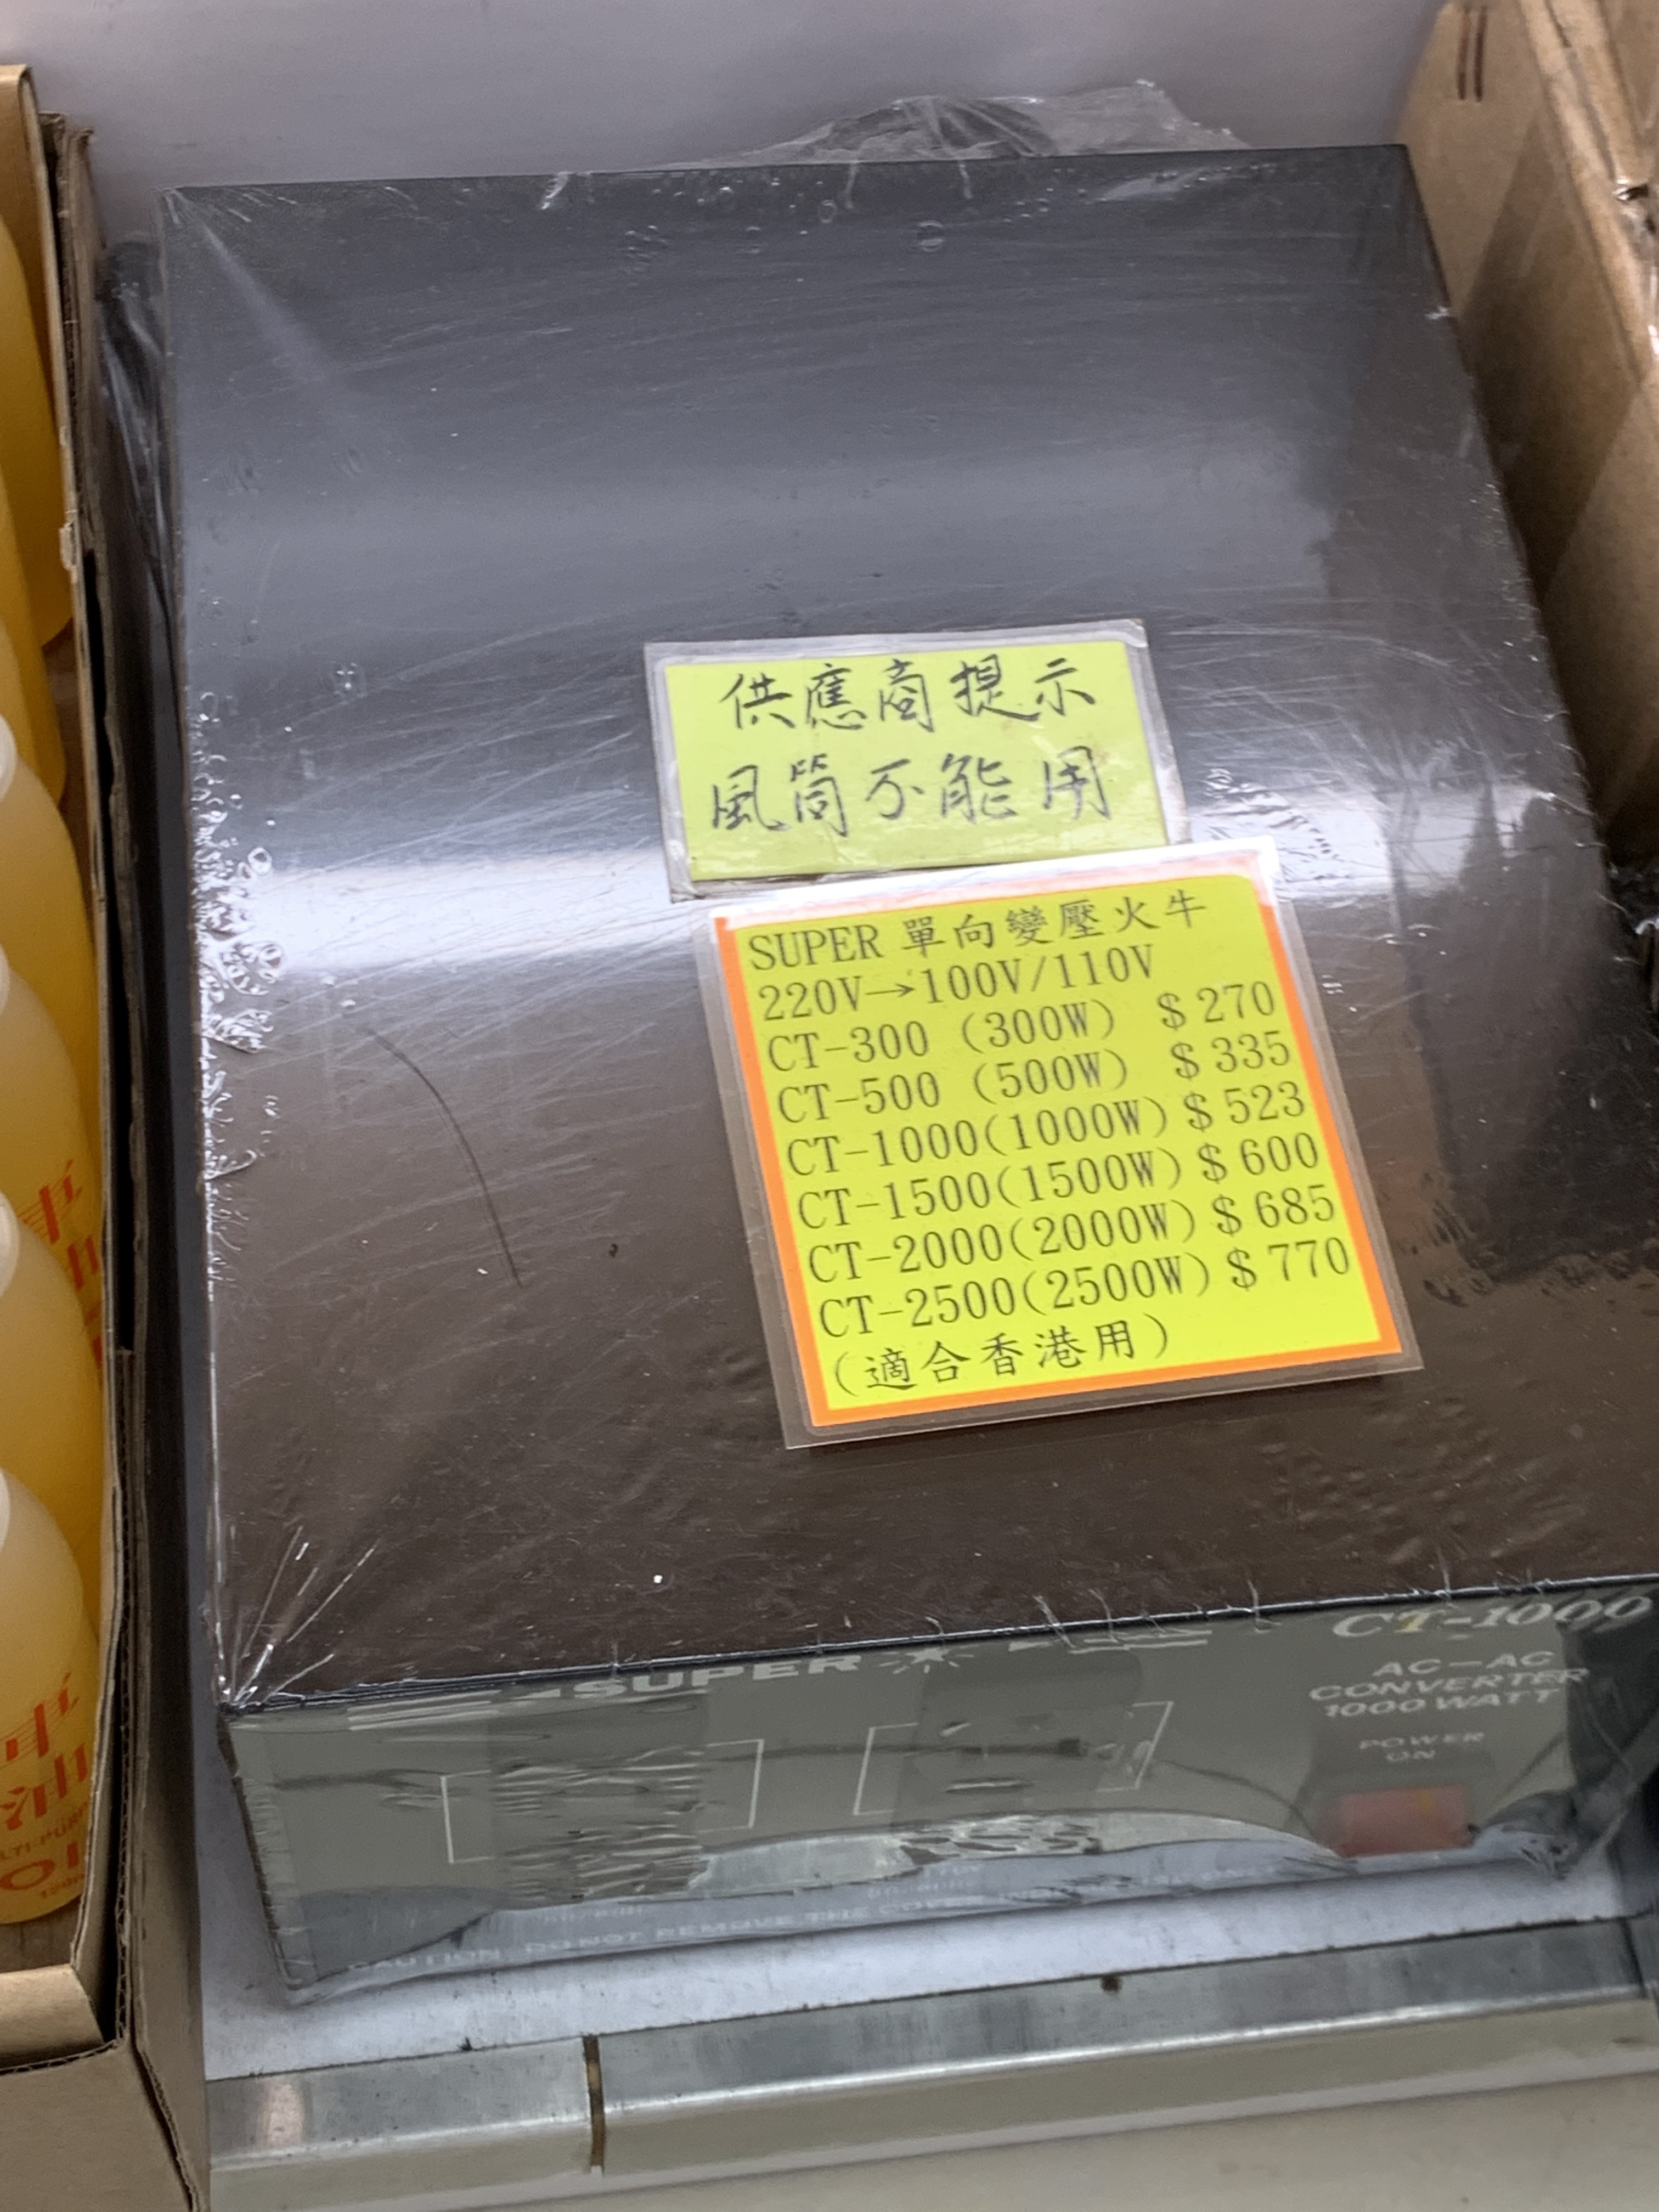 供應商提示
風筒不能用
SUPER 單向變壓火牛
220V→100V/110V
CT-300 (300W) $270
CT-500 (500W) $335
CT-1000(1000W) $523
CT-1500(1500W) $600
CT-2000(2000W) $685
CT-2500(2500W) $770
(適合香港用)
SUPER
CT-1000
AC-AC
CONVERTER
1000 WATT
POWER
ON
CAUTION: DO NOT REMOVE THE COVER